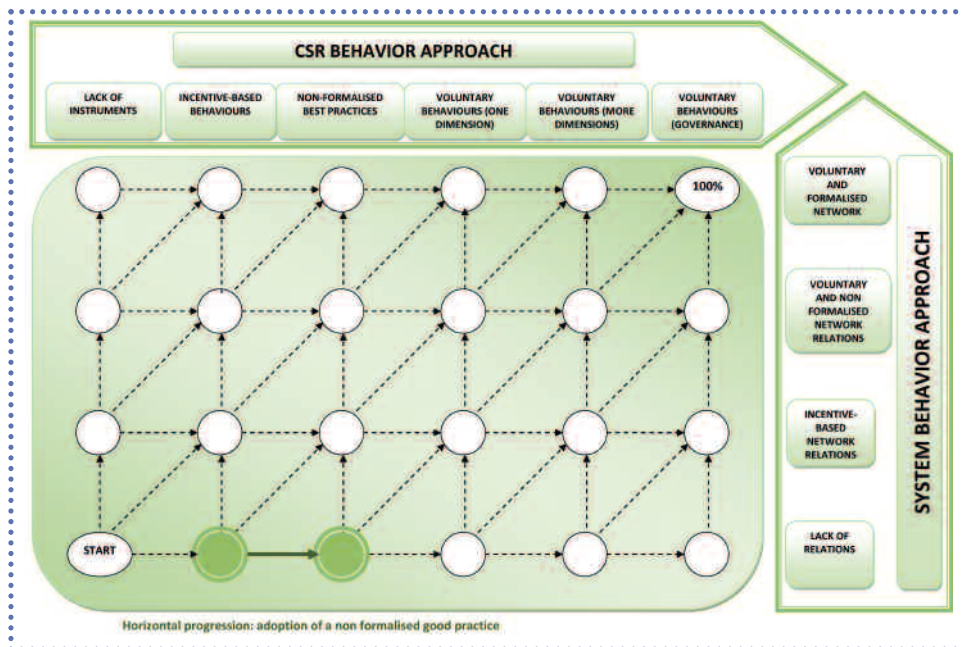 CSR BEHAVIOR APPROACH
LACK OF
INSTRUMENTS
INCENTIVE-BASED
BEHAVIOURS
NON-FORMALISED
BEST PRACTICES
VOLUNTARY
BEHAVIOURS (ONE
DIMENSION)
VOLUNTARY
BEHAVIOURS (MORE
DIMENSIONS)
VOLUNTARY
BEHAVIOURS
(GOVERNANCE)
100%
VOLUNTARY
AND
FORMALISED
NETWORK
VOLUNTARY
AND NON
FORMALISED
NETWORK
RELATIONS
INCENTIVE-
BASED
NETWORK
RELATIONS
LACK OF
RELATIONS
SYSTEM BEHAVIOR APPROACH
START
Horizontal progression: adoption of a non formalised good practice